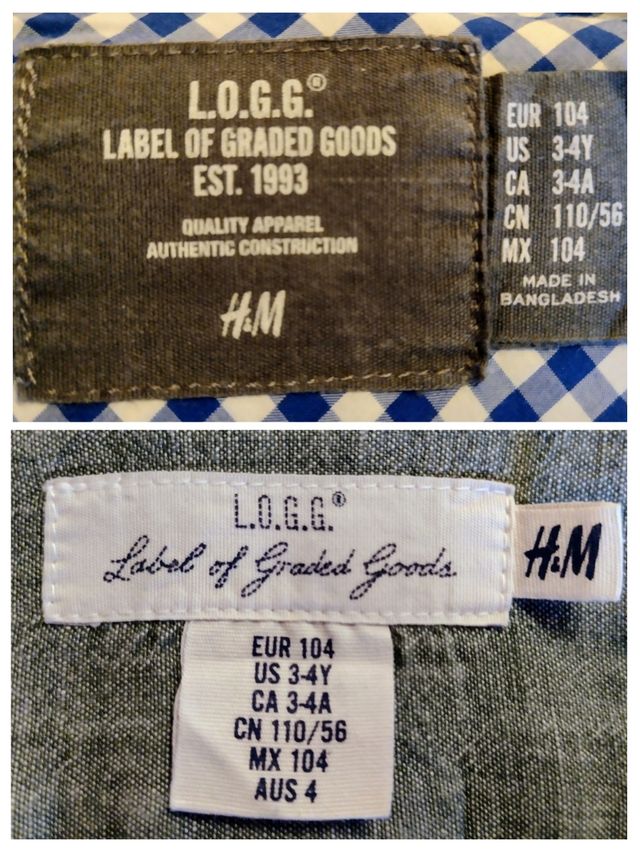 L.O.G.G.®
LABEL OF GRADED GOODS
EST. 1993
QUALITY APPAREL
AUTHENTIC CONSTRUCTION
H&M
EUR 104
US 3-4Y
CA 3-4A
CN 110/56
MX 104
MADE IN
BANGLADESH
L.O.G.G.®
Label of Graded Goods
H&M
EUR 104
US 3-4Y
CA 3-4A
CN 110/56
MX 104
AUS 4